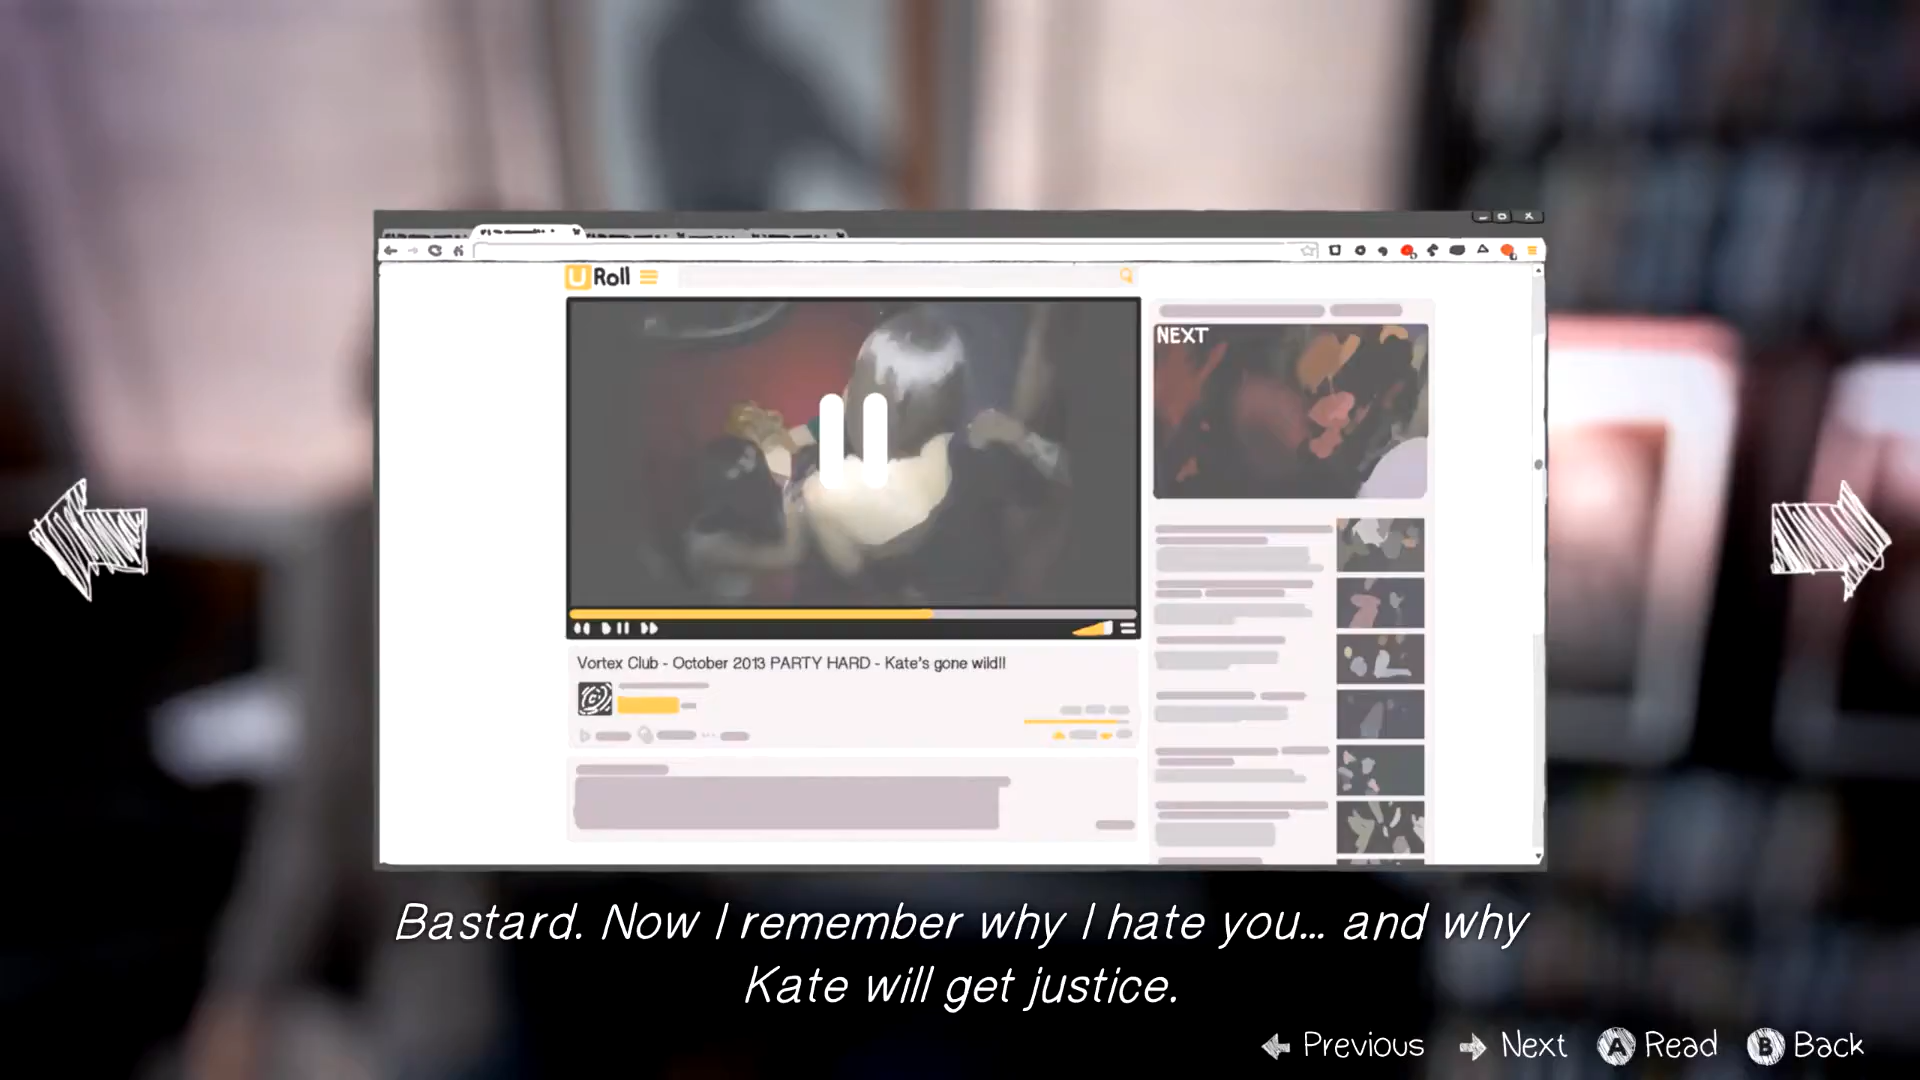 U Roll
NEXT
Vortex Club - October 2013 PARTY HARD - Kate's gone wild!!
Bastard. Now I remember why I hate you... and why
Kate will get justice.
Previous Next A Read B Back